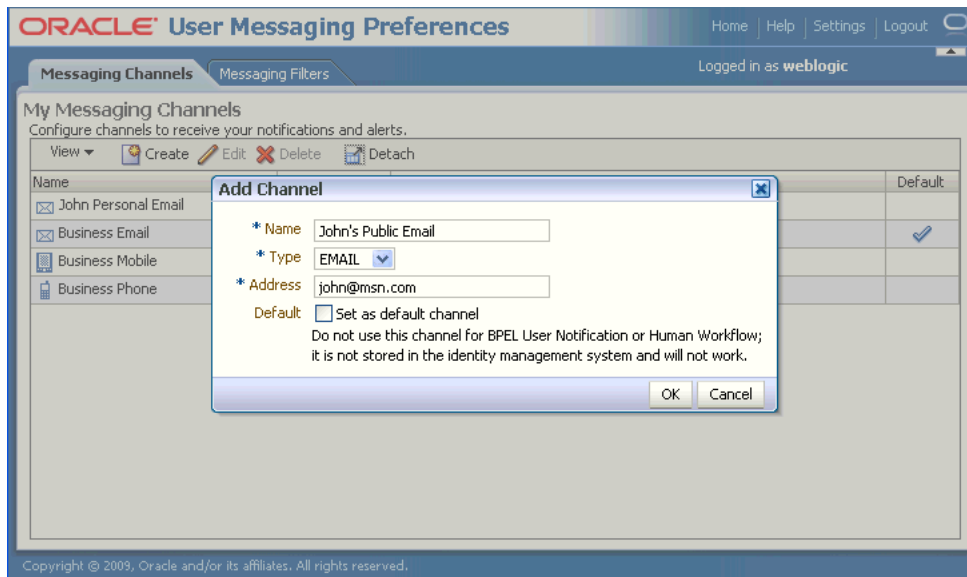 ORACLE User Messaging Preferences
Home | Help | Settings | Logout
Messaging Channels
Messaging Filters
Logged in as weblogic
My Messaging Channels
Configure channels to receive your notifications and alerts.
View Create Edit Delete Detach
Name
Default
John Personal Email
Business Email
Business Mobile
Business Phone
Add Channel
* Name John's Public Email
* Type EMAIL
* Address john@msn.com
Default Set as default channel
Do not use this channel for BPEL User Notification or Human Workflow;
it is not stored in the identity management system and will not work.
OK Cancel
Copyright © 2009, Oracle and/or its affiliates. All rights reserved.